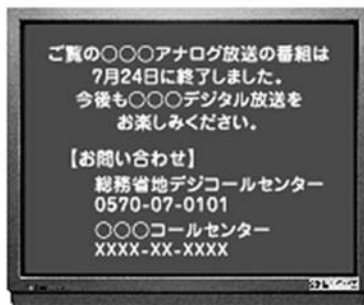 ご覧の○○○アナログ放送の番組は
7月24日に終了しました。
今後も○○○デジタル放送を
お楽しみください。
【お問い合わせ】
総務省地デジコールセンター
0570-07-0101
○○○コールセンター
XXXX-XX-XXXX